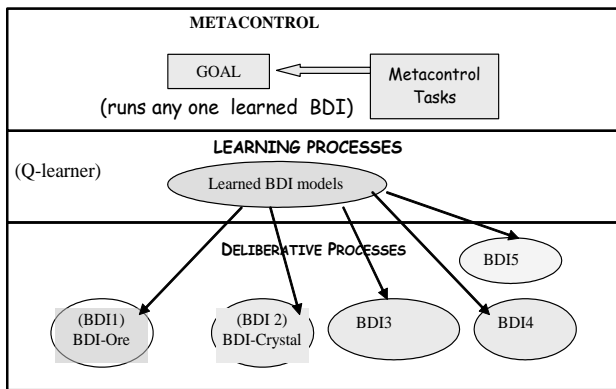 METACONTROL
GOAL
Metacontrol
Tasks
(runs any one learned BDI)
LEARNING PROCESSES
(Q-learner)
Learned BDI models
DELIBERATIVE PROCESSES
BDI5
(BDI1)
BDI-Ore
(BDI 2)
BDI-Crystal
BDI3
BDI4